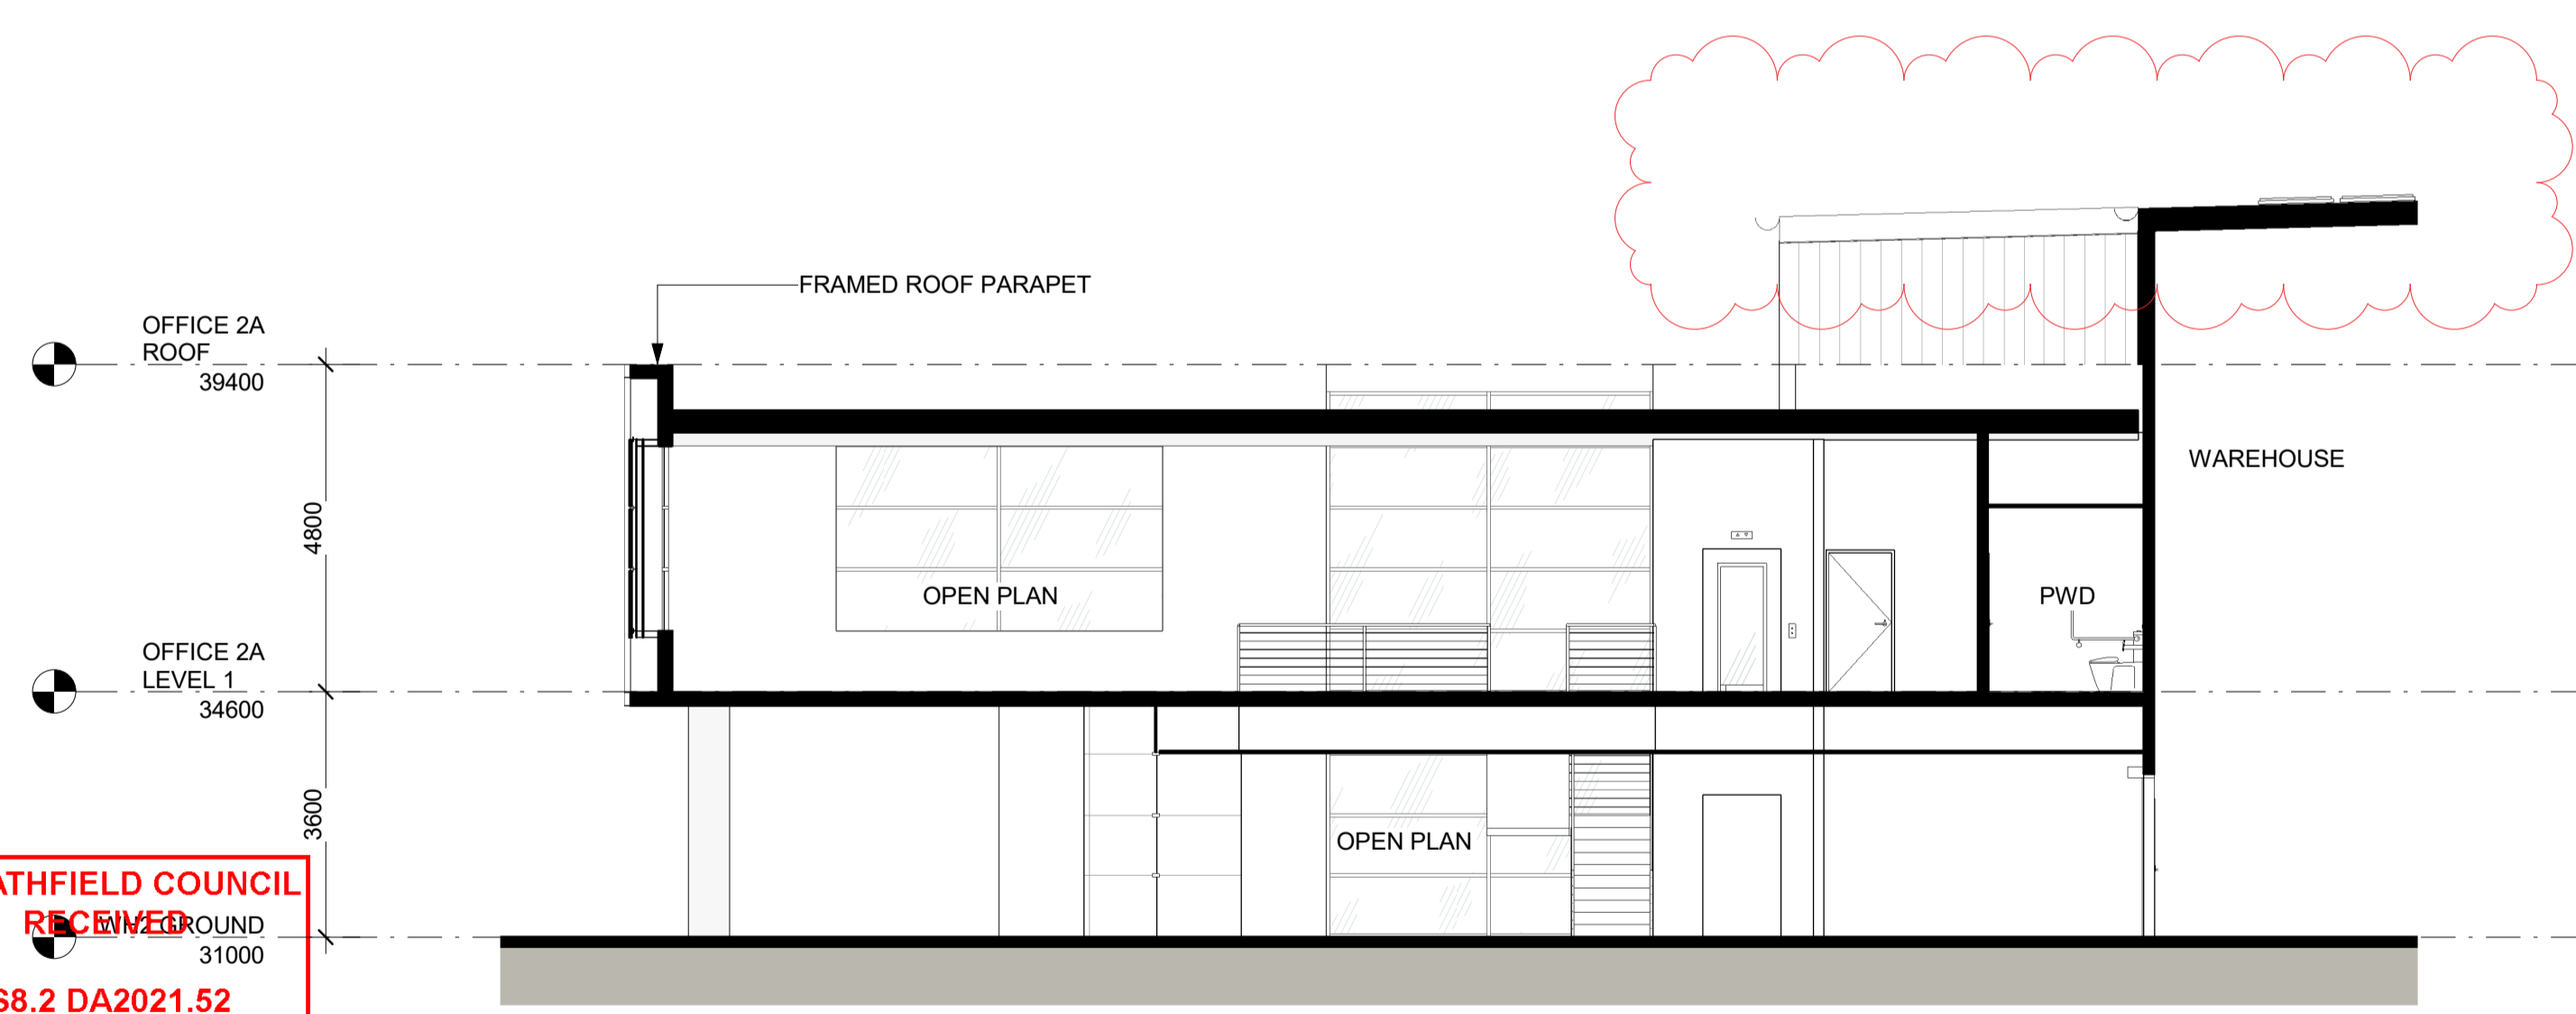 FRAMED ROOF PARAPET
OFFICE 2A
ROOF
39400
WAREHOUSE
4800
OPEN PLAN
PWD
OFFICE 2A
LEVEL 1
34600
3600
OPEN PLAN
ATHFIELD COUNCIL
RECEIVED
WH2 GROUND
31000
S8.2 DA2021.52